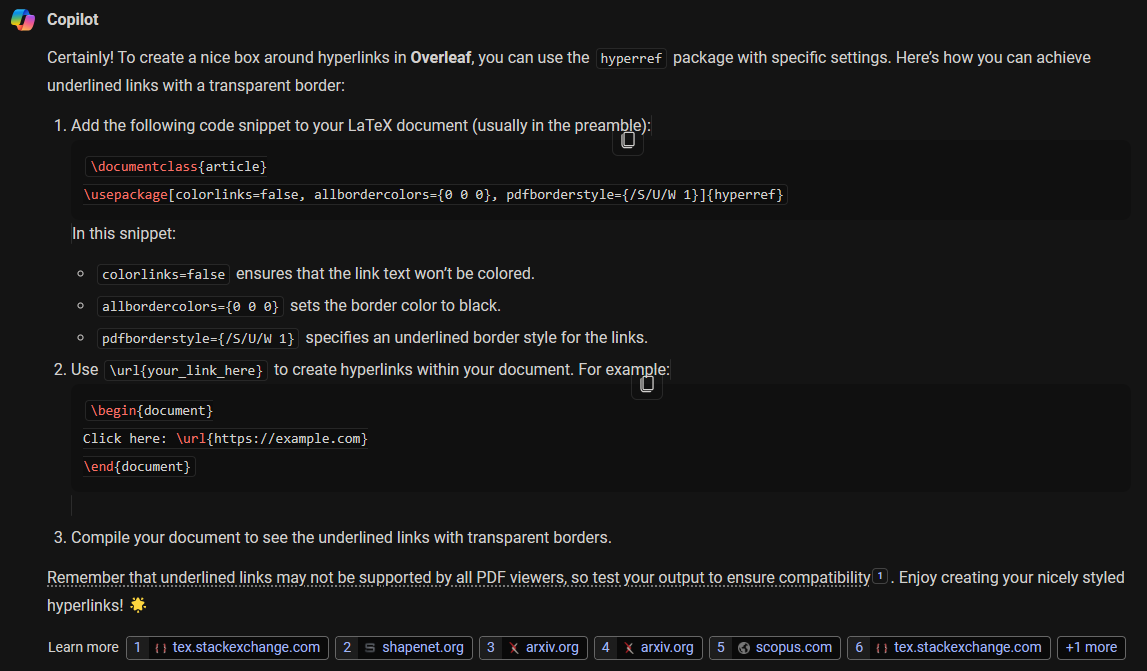 Copilot
Certainly! To create a nice box around hyperlinks in Overleaf, you can use the hyperref package with specific settings. Here’s how you can achieve
underlined links with a transparent border:
1. Add the following code snippet to your LaTeX document (usually in the preamble):
\documentclass{article}
\usepackage[colorlinks=false, allbordercolors={0 0 0}, pdfborderstyle={/S/U/W 1}]{hyperref}
In this snippet:
colorlinks=false ensures that the link text won’t be colored.
allbordercolors={0 0 0} sets the border color to black.
pdfborderstyle={/S/U/W 1} specifies an underlined border style for the links.
2. Use \url{your_link_here} to create hyperlinks within your document. For example:
\begin{document}
Click here: \url{https://example.com}
\end{document}
3. Compile your document to see the underlined links with transparent borders.
Remember that underlined links may not be supported by all PDF viewers, so test your output to ensure compatibility 1 . Enjoy creating your nicely styled
hyperlinks! 🌟
Learn more 1 tex.stackexchange.com 2 shapenet.org 3 arxiv.org 4 arxiv.org 5 scopus.com 6 tex.stackexchange.com +1 more